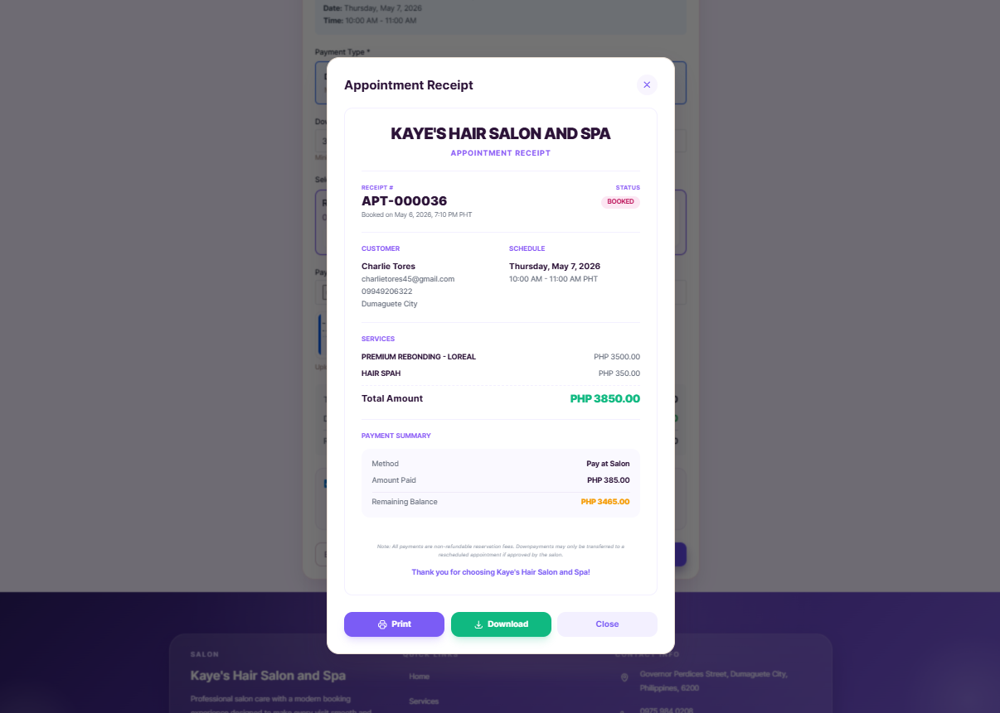 Date: Thursday, May 7, 2026
Time: 10:00 AM - 11:00 AM
Payment Type *
Appointment Receipt
KAYE'S HAIR SALON AND SPA
APPOINTMENT RECEIPT
RECEIPT #
STATUS
APT-000036
BOOKED
Booked on May 6, 2026, 7:10 PM PHT
CUSTOMER
SCHEDULE
Charlie Tores
Thursday, May 7, 2026
charlietores45@gmail.com
10:00 AM - 11:00 AM PHT
09949206322
Dumaguete City
SERVICES
PREMIUM REBONDING - LOREAL
PHP 3500.00
HAIR SPAH
PHP 350.00
Total Amount
PHP 3850.00
PAYMENT SUMMARY
Method
Pay at Salon
Amount Paid
PHP 385.00
Remaining Balance
PHP 3465.00
Note: All payments are non-refundable reservation fees. Downpayments may only be transferred to a
rescheduled appointment if approved by the salon.
Thank you for choosing Kaye's Hair Salon and Spa!
Print
Download
Close
SALON
QUICK LINKS
CONTACT INFO
Kaye's Hair Salon and Spa
Home
Governor Perdices Street, Dumaguete City,
Philippines, 6200
Professional salon care with a modern booking
Services
0975 984 0206